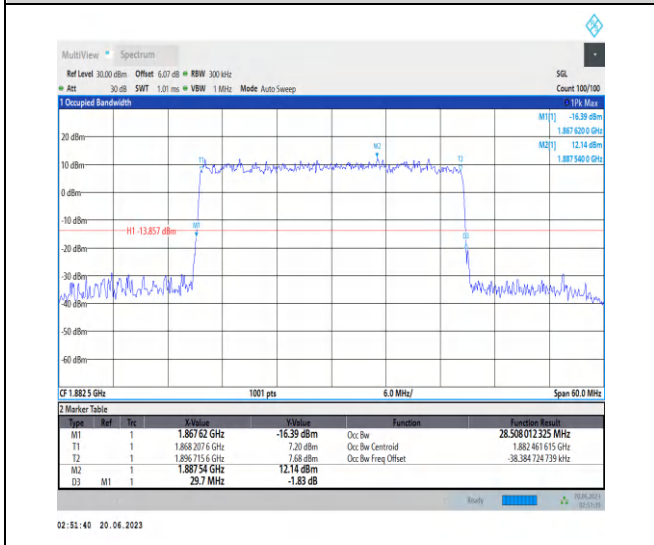 MultiView Spectrum
Ref Level 30.00 dBm Offset 6.07 dB RBW 300 kHz SGL
Att 30 dB SWT 1.01 ms VBW 1 MHz Mode Auto Sweep Count 100/100
1 Occupied Bandwidth 1Pk Max
M1[1] -16.39 dBm
1.867 620 0 GHz
20 dBm
M2[1] 12.14 dBm
M2
1.887 540 0 GHz
T1 T2
10 dBm
0 dBm
-10 dBm
M1
H1 -13.857 dBm
D3
-20 dBm
-30 dBm
-40 dBm
-50 dBm
-60 dBm
CF 1.882 5 GHz 1001 pts 6.0 MHz/ Span 60.0 MHz
2 Marker Table
Type Ref Trc X-Value Y-Value Function Function Result
M1 1 1.867 62 GHz -16.39 dBm Occ Bw 28.508 012 325 MHz
T1 1 1.868 207 6 GHz 7.20 dBm Occ Bw Centroid 1.882 461 615 GHz
T2 1 1.896 715 6 GHz 7.68 dBm Occ Bw Freq Offset -38.384 724 739 kHz
M2 1 1.887 54 GHz 12.14 dBm
D3 M1 1 29.7 MHz -1.83 dB
Ready 20.06.2023
02:51:39
02:51:40 20.06.2023